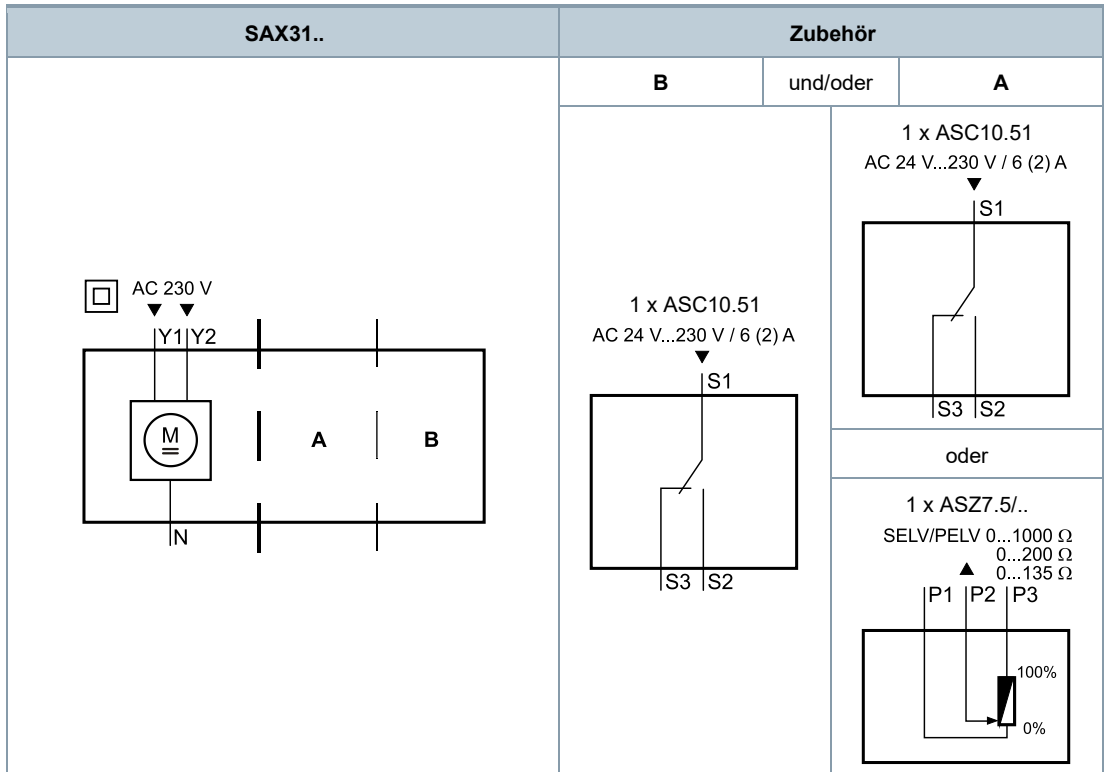 SAX31..
Zubehör
B
und/oder
A
AC 230 V
Y1 Y2
M
A
B
N
1 x ASC10.51
AC 24 V...230 V / 6 (2) A
S1
S3 S2
1 x ASC10.51
AC 24 V...230 V / 6 (2) A
S1
S3 S2
oder
1 x ASZ7.5/..
SELV/PELV 0...1000 Ω
0...200 Ω
0...135 Ω
P1 P2 P3
100%
0%